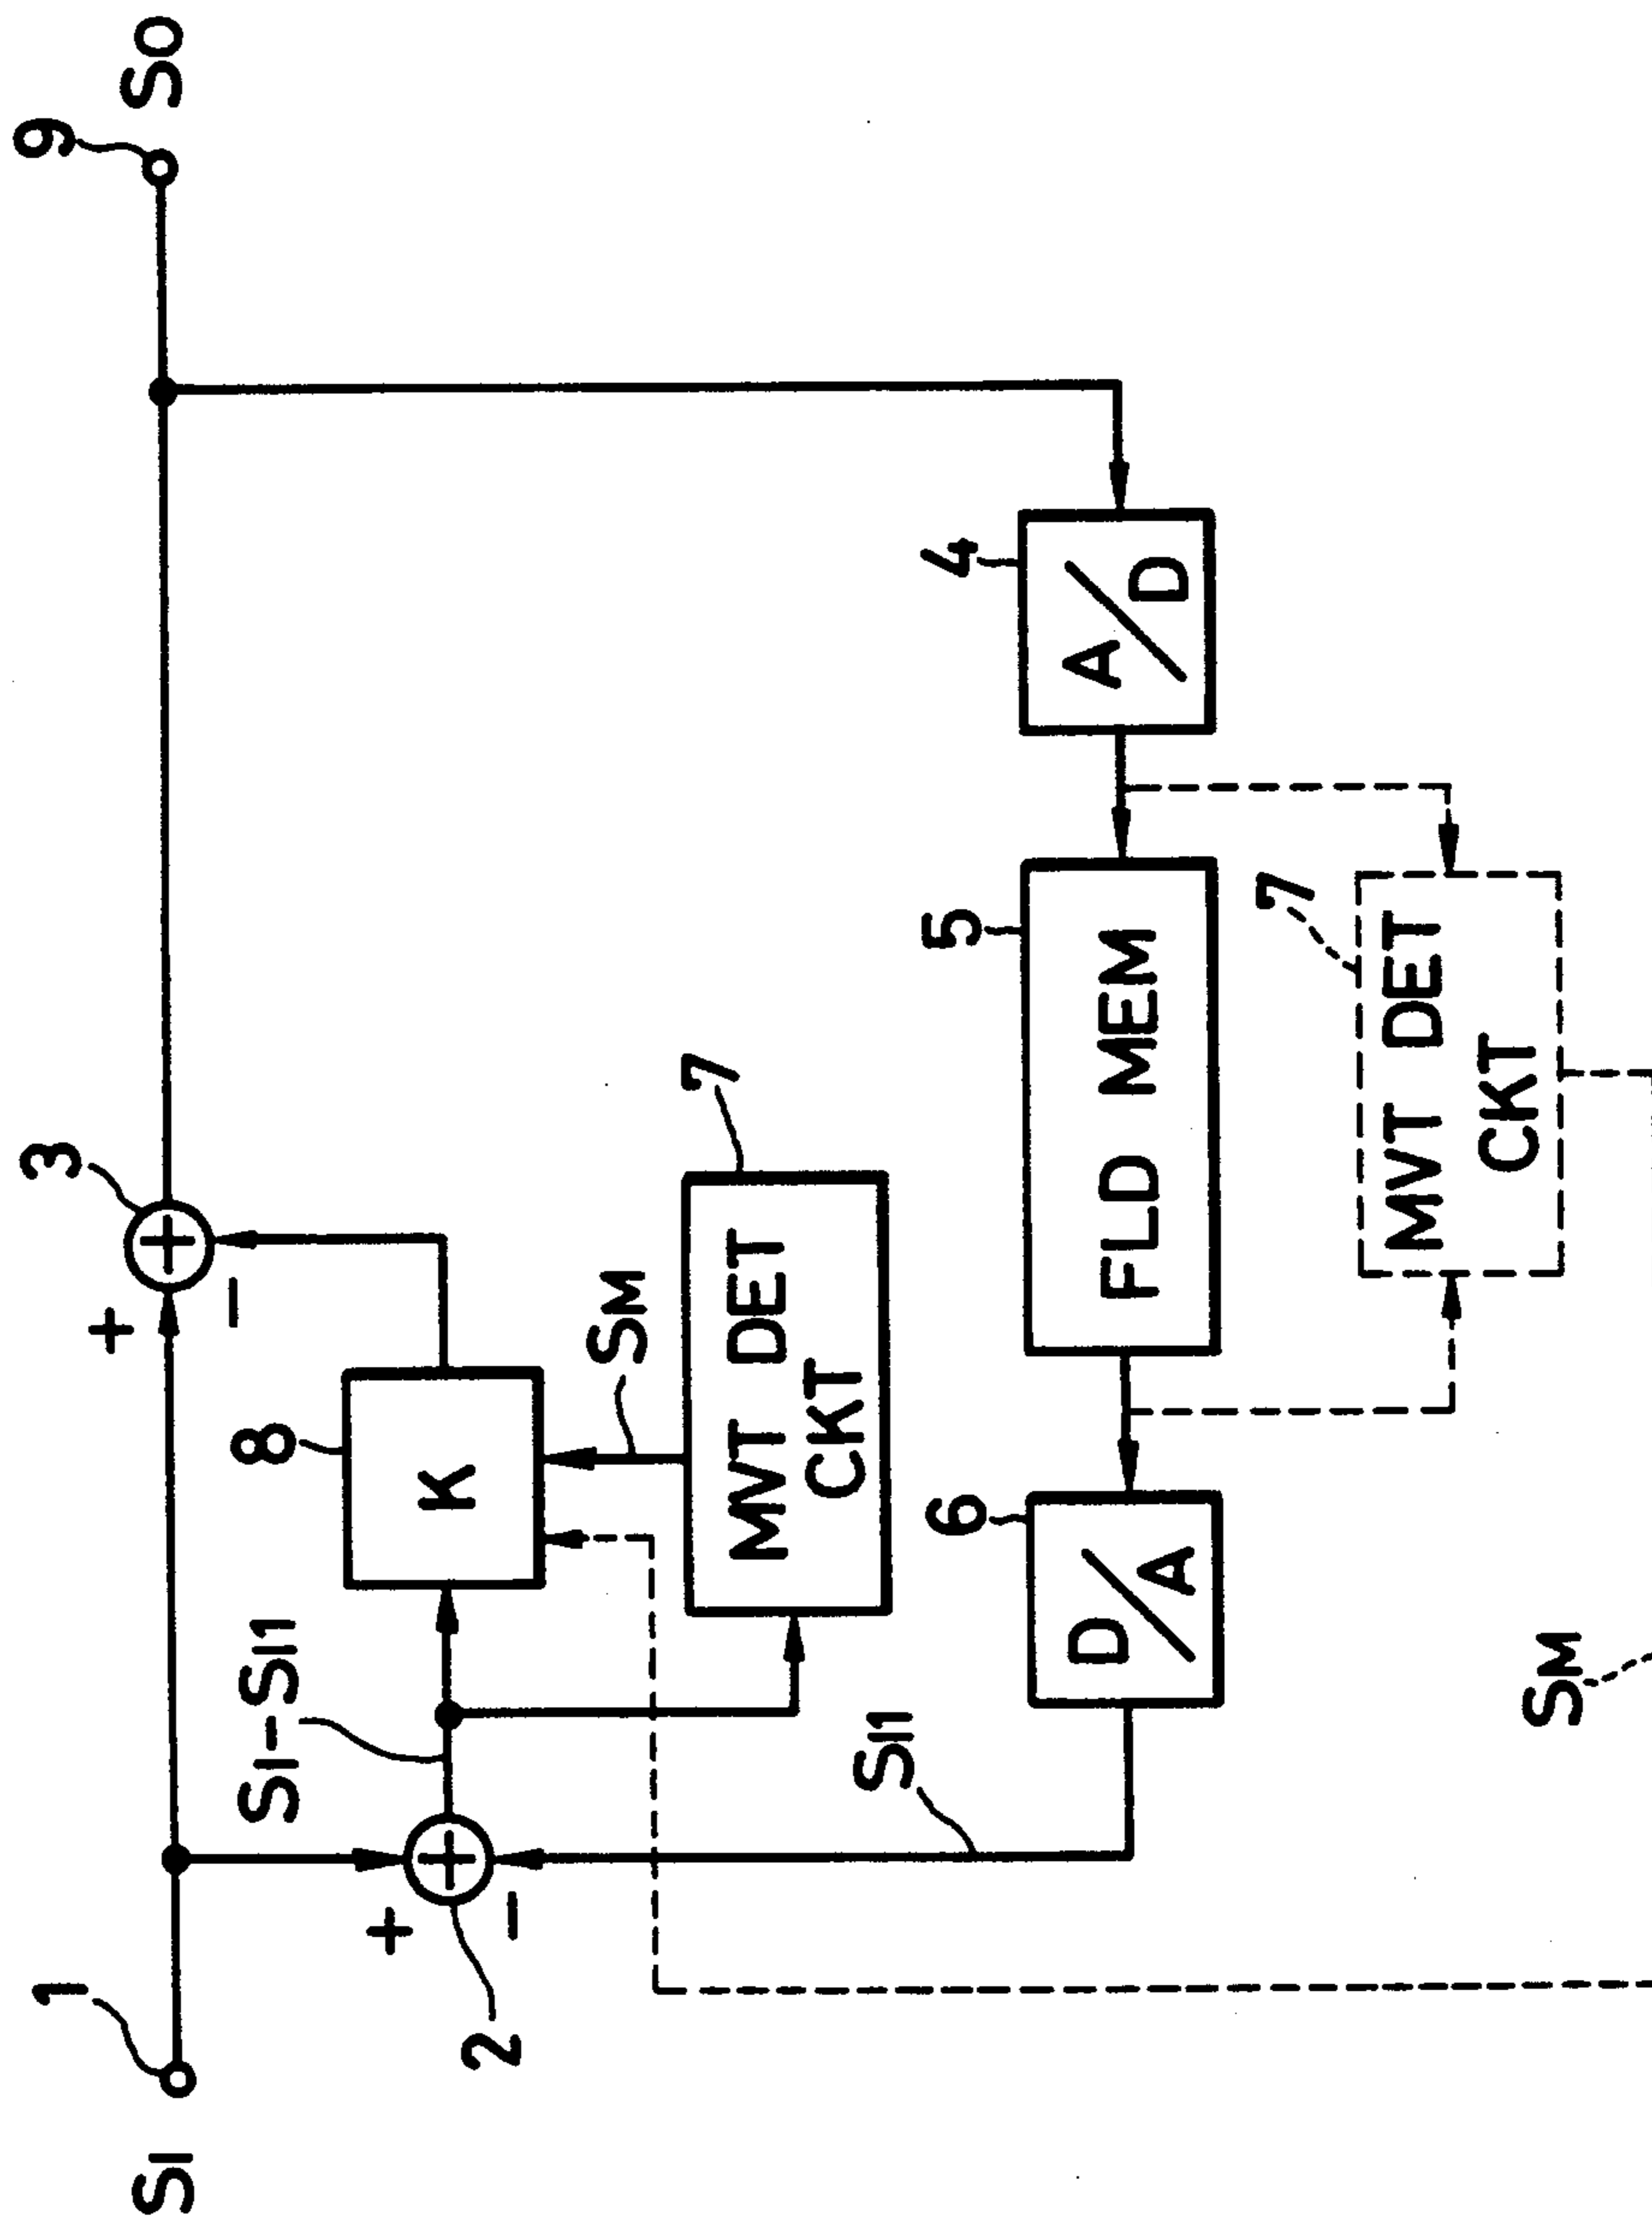 1
SI
2
+
−
SI−SI1
8
K
SM
7
MVT DET
CKT
3
+
−
9
SO
SI1
6
D/A
5
FLD MEM
4
A/D
7
MVT DET
CKT
SM